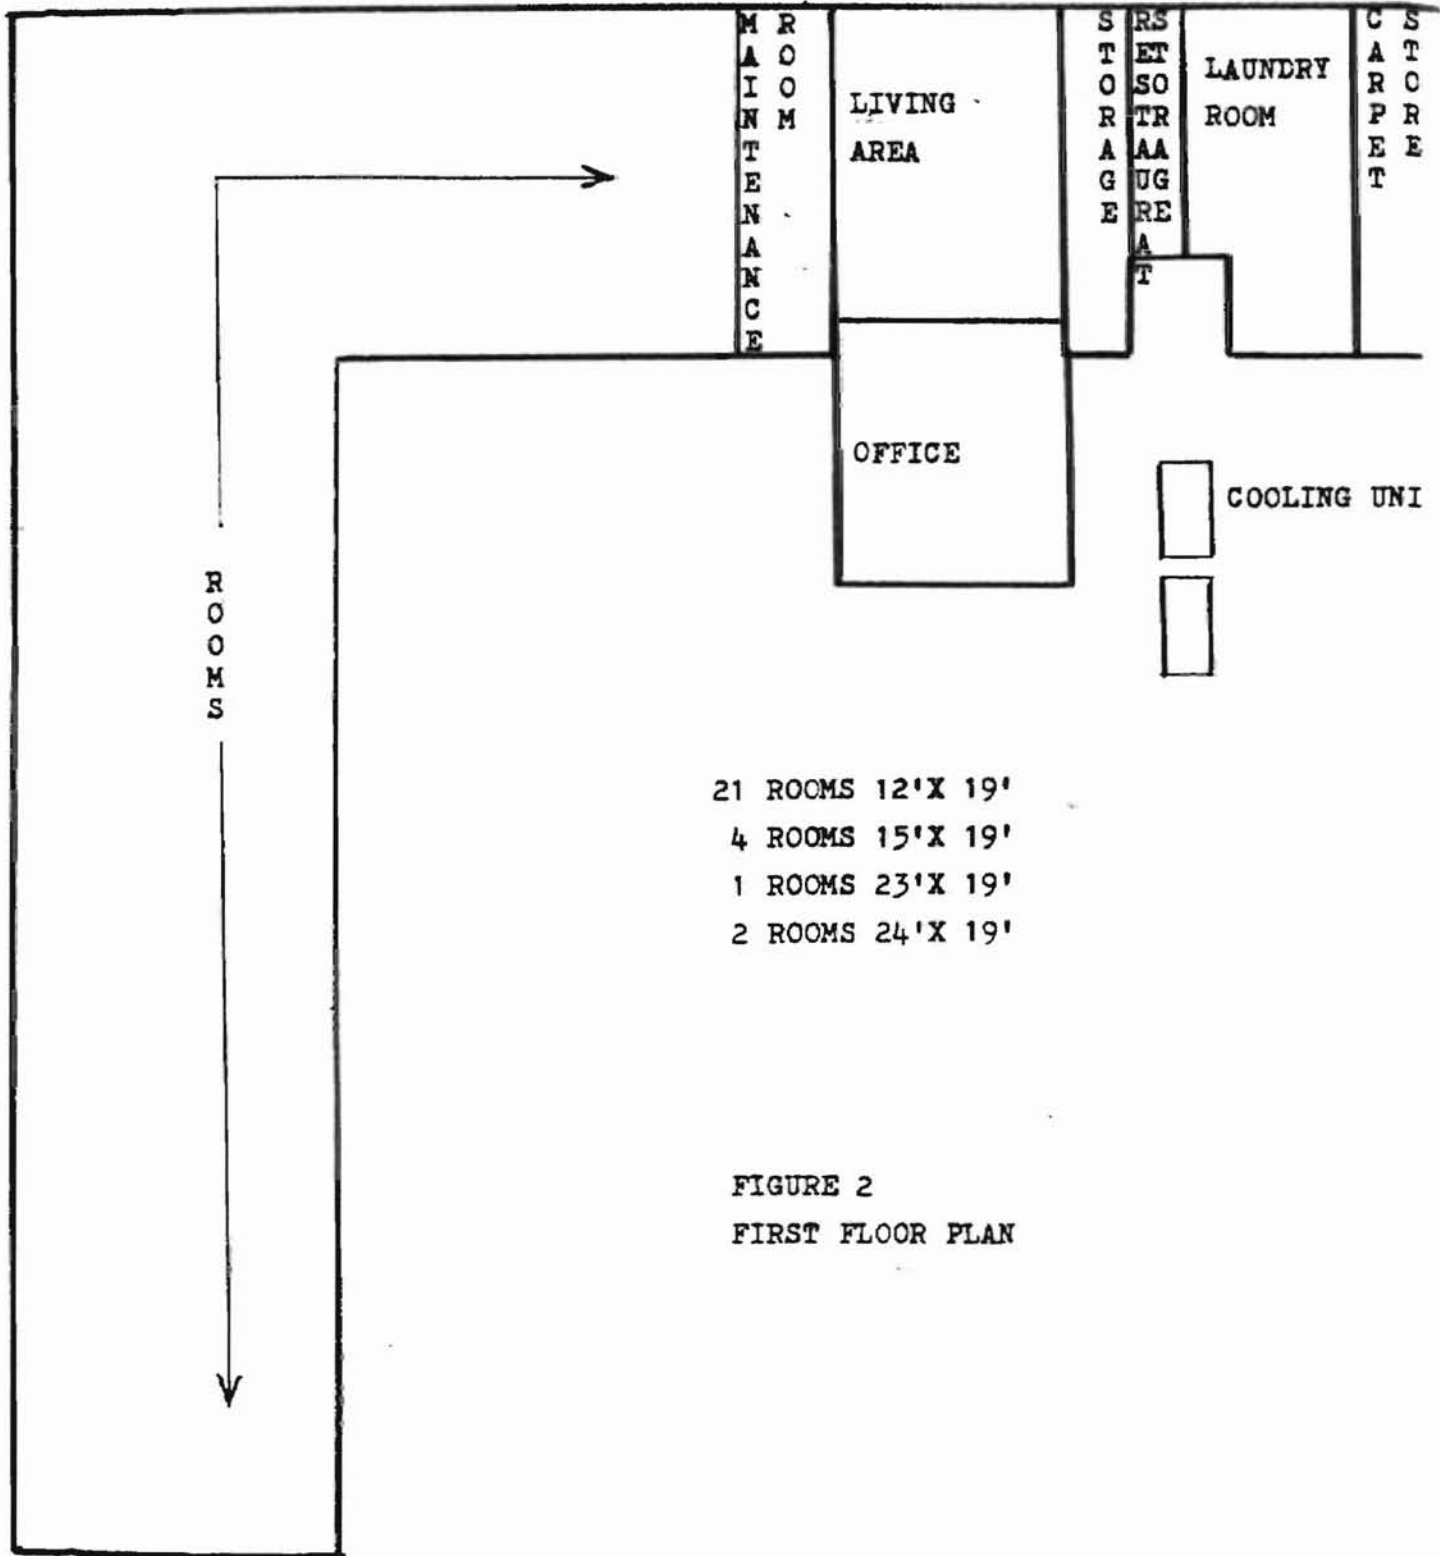 MAINTENANCE
ROOM
LIVING
AREA
STORAGE
RESTAURAT
STORAGE
LAUNDRY
ROOM
CARPET
STORE
OFFICE
COOLING UNI
ROOMS
21 ROOMS 12'X 19'
4 ROOMS 15'X 19'
1 ROOMS 23'X 19'
2 ROOMS 24'X 19'
FIGURE 2
FIRST FLOOR PLAN